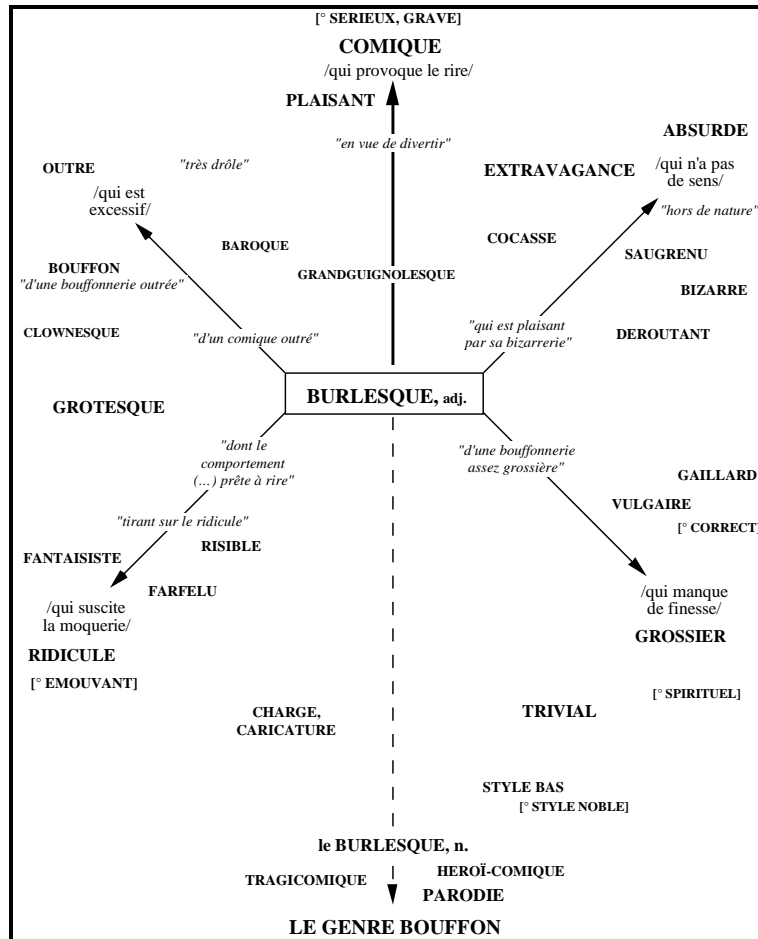 [° SERIEUX, GRAVE]
COMIQUE
/qui provoque le rire/
PLAISANT
"en vue de divertir"
ABSURDE
OUTRE
"très drôle"
EXTRAVAGANCE
/qui n'a pas
de sens/
/qui est
excessif/
"hors de nature"
BAROQUE
COCASSE
SAUGRENU
BOUFFON
"d'une bouffonnerie outrée"
GRANDGUIGNOLESQUE
BIZARRE
CLOWNESQUE
"d'un comique outré"
"qui est plaisant
par sa bizarrerie"
DEROUTANT
BURLESQUE, adj.
GROTESQUE
"dont le
comportement
(...) prête à rire"
"d'une bouffonnerie
assez grossière"
GAILLARD
VULGAIRE
[° CORRECT]
"tirant sur le ridicule"
RISIBLE
FANTAISISTE
FARFELU
/qui suscite
la moquerie/
/qui manque
de finesse/
RIDICULE
GROSSIER
[° EMOUVANT]
[° SPIRITUEL]
CHARGE,
CARICATURE
TRIVIAL
STYLE BAS
[° STYLE NOBLE]
le BURLESQUE, n.
TRAGICOMIQUE
HEROÏ-COMIQUE
PARODIE
LE GENRE BOUFFON